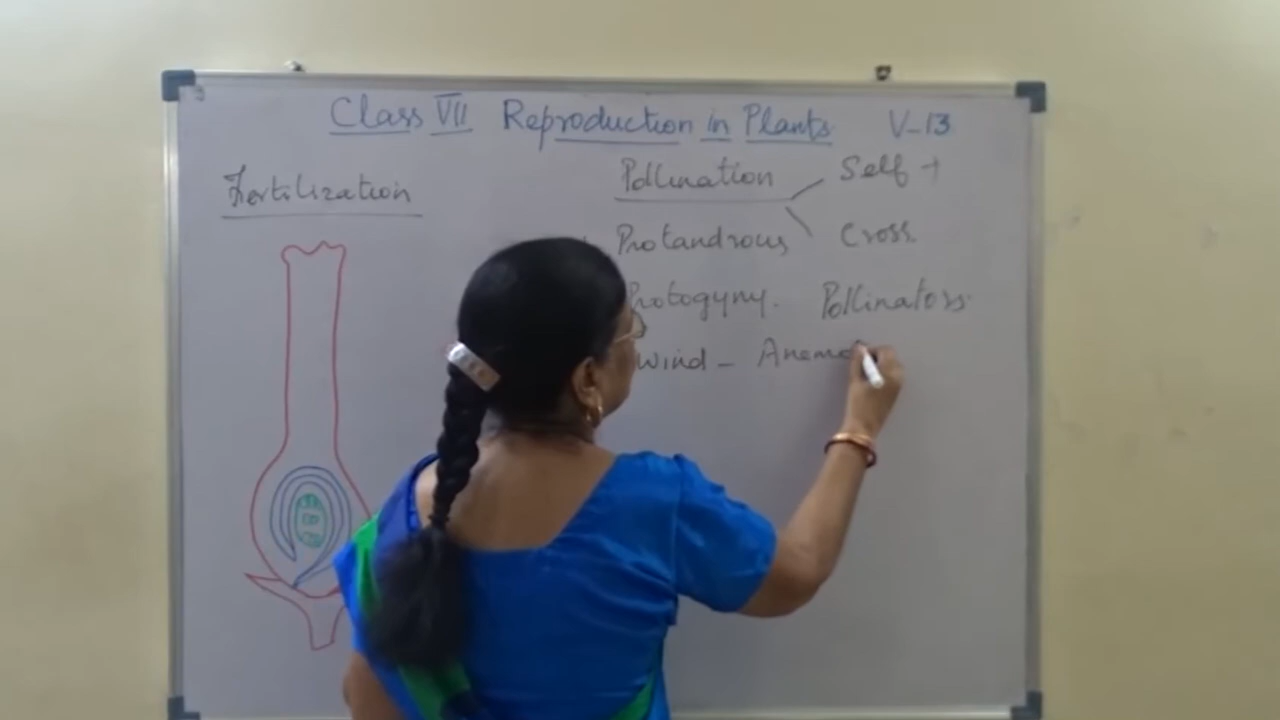 Class VII Reproduction in Plants V-13
Fertilization
Pollination Self +
Protandrous Cross.
Protogyny. Pollinators.
wind - Anemo